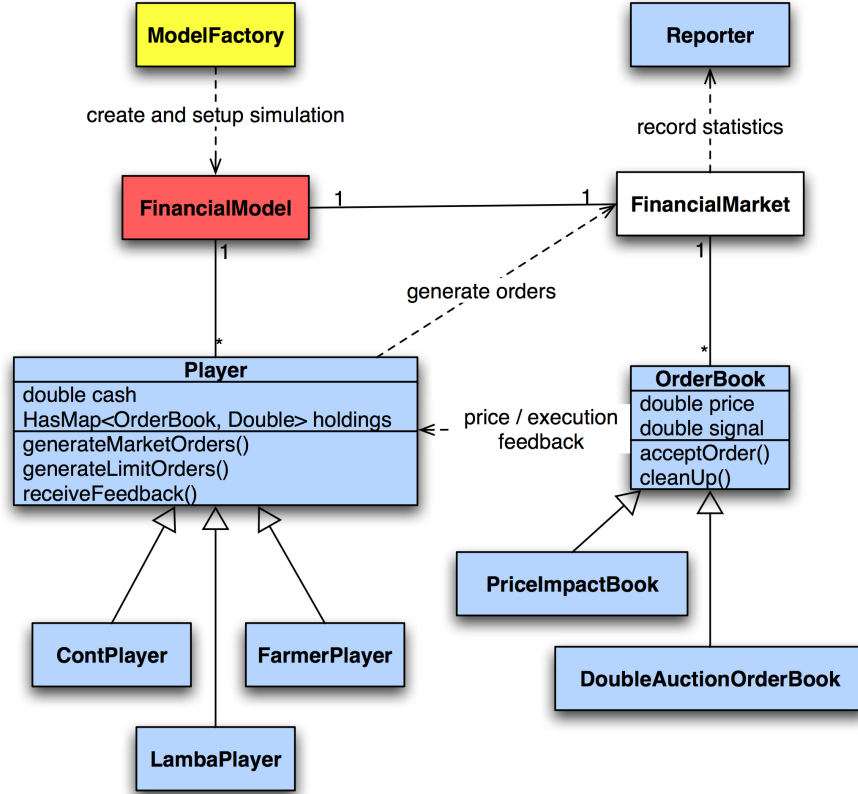 ModelFactory
Reporter
create and setup simulation
record statistics
FinancialModel
1
1
FinancialMarket
1
1
generate orders
*
*
Player
double cash
HasMap<OrderBook, Double> holdings
generateMarketOrders()
generateLimitOrders()
receiveFeedback()
price / execution
feedback
OrderBook
double price
double signal
acceptOrder()
cleanUp()
PriceImpactBook
ContPlayer
FarmerPlayer
DoubleAuctionOrderBook
LambaPlayer